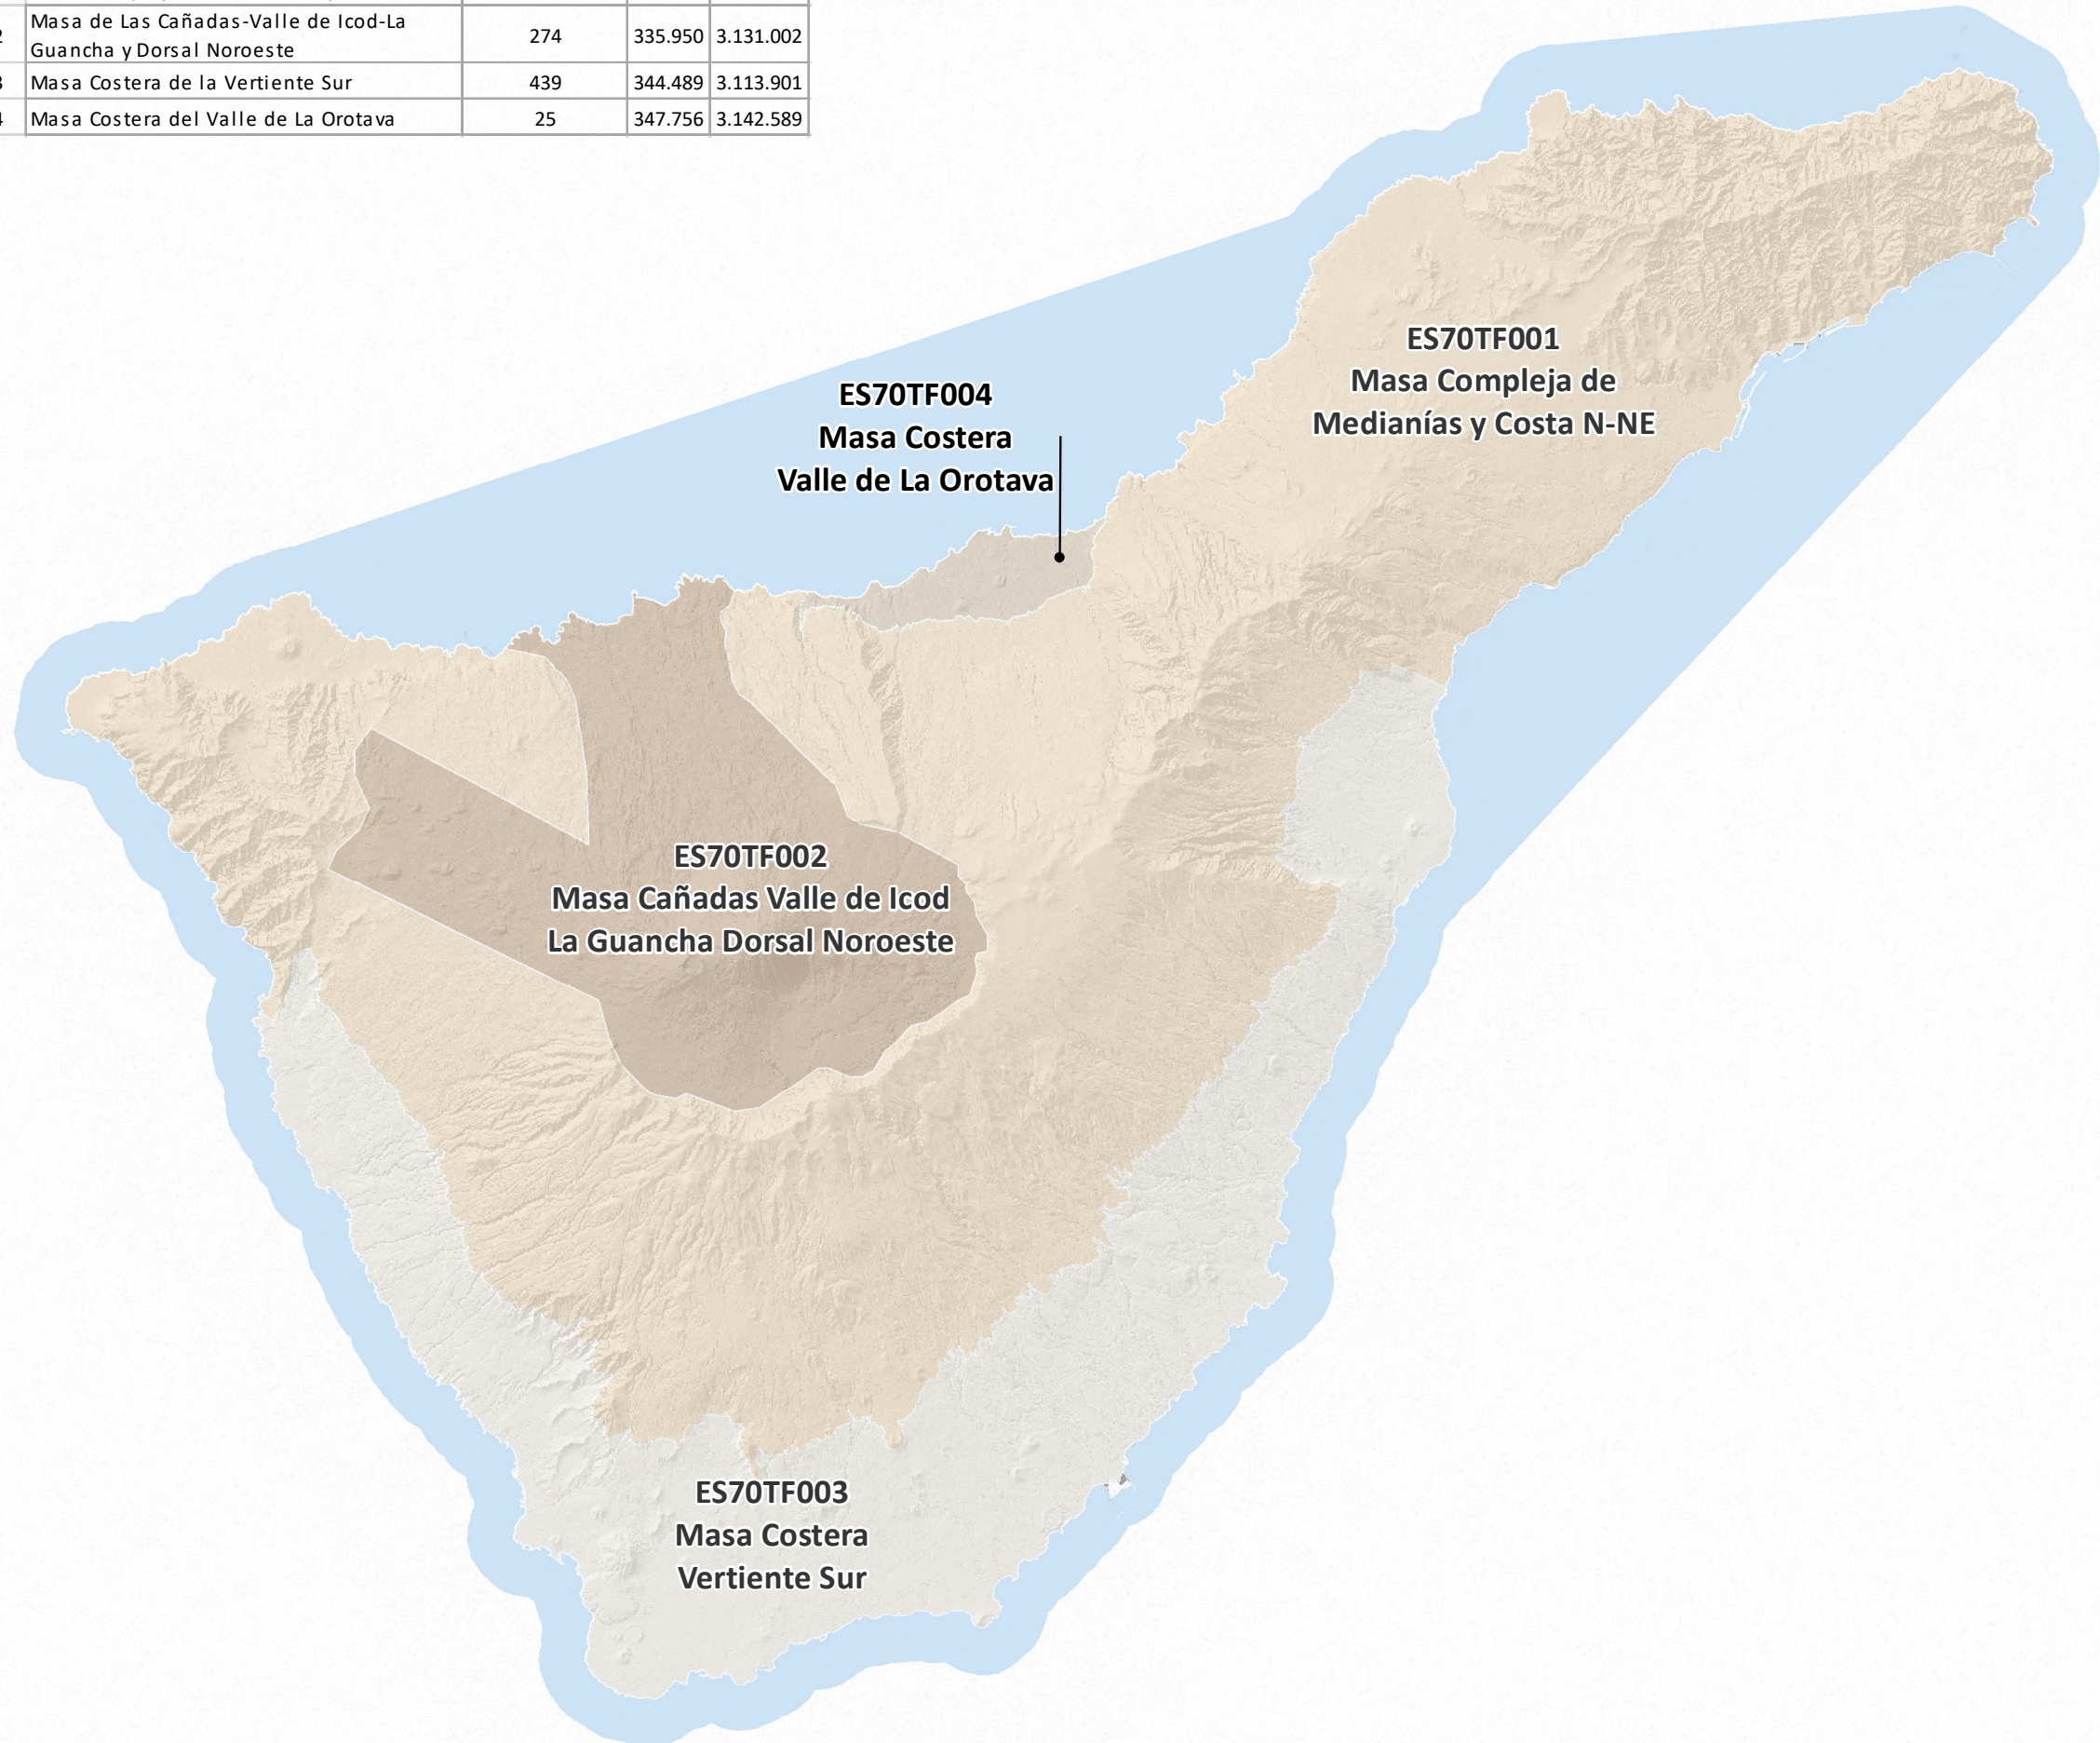 2 Masa de Las Cañadas-Valle de Icod-La
Guancha y Dorsal Noroeste 274 335.950 3.131.002
3 Masa Costera de la Vertiente Sur 439 344.489 3.113.901
4 Masa Costera del Valle de La Orotava 25 347.756 3.142.589
ES70TF001
Masa Compleja de
Medianías y Costa N-NE
ES70TF004
Masa Costera
Valle de La Orotava
ES70TF002
Masa Cañadas Valle de Icod
La Guancha Dorsal Noroeste
ES70TF003
Masa Costera
Vertiente Sur